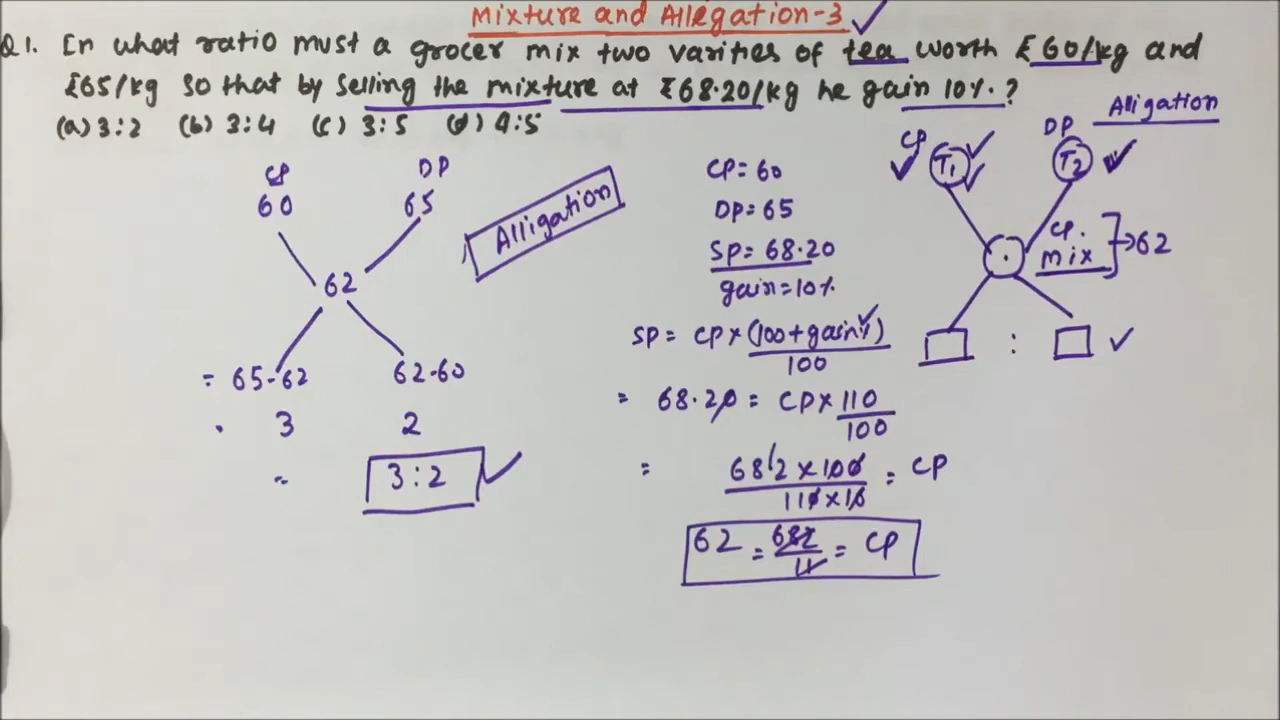 Mixture and Allegation-3
Q1. In what ratio must a grocer mix two varities of tea worth ₹60/kg and
₹65/kg so that by selling the mixture at ₹68.20/kg he gain 10%.?
(a) 3:2 (b) 3:4 (c) 3:5 (d) 4:5
Alligation
CP DP
60 65
62
= 65-62 62-60
3 2
= 3:2
Alligation
CP = 60
DP = 65
SP = 68.20
gain = 10%
SP = CP × (100 + gain%)
100
= 68.20 = CP × 110
100
= 682 × 100 = CP
110 × 10
62 = 682 = CP
11
CP DP
T1 T2
CP.
mix → 62
: